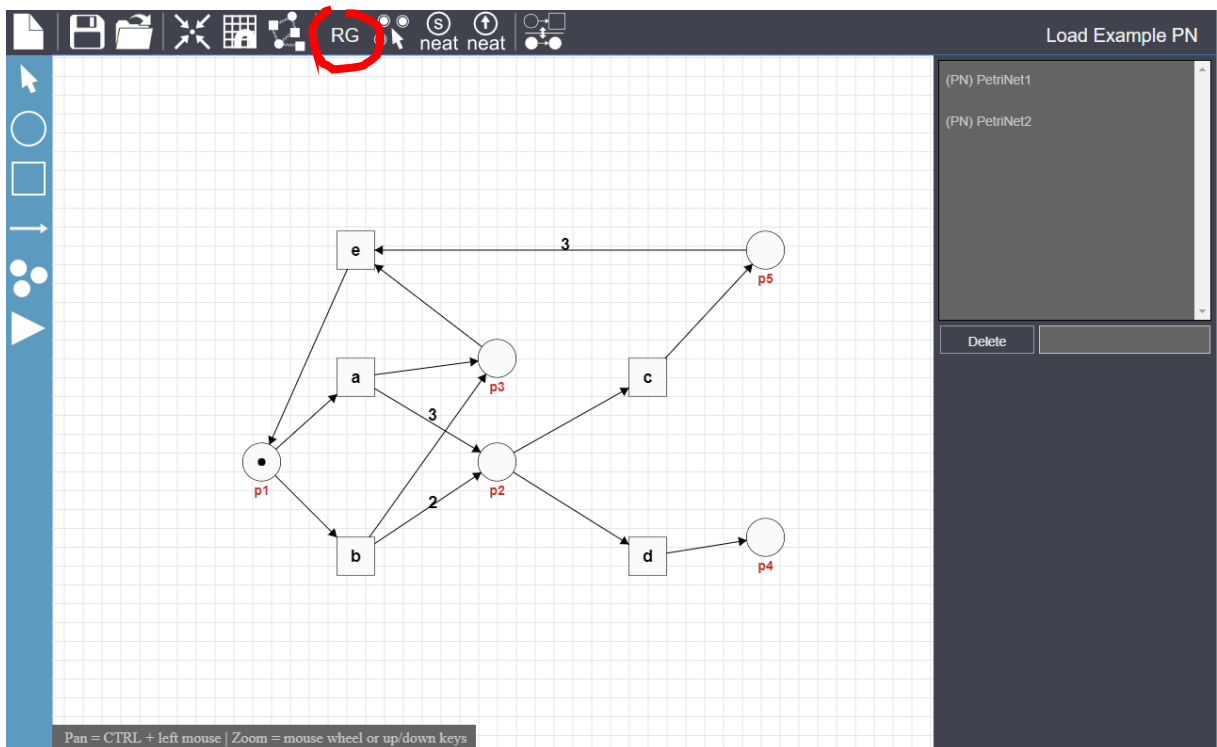 RG
S
neat
neat
Load Example PN
(PN) PetriNet1
(PN) PetriNet2
Delete
e
3
p5
a
p3
c
3
p1
p2
2
b
d
p4
Pan = CTRL + left mouse | Zoom = mouse wheel or up/down keys